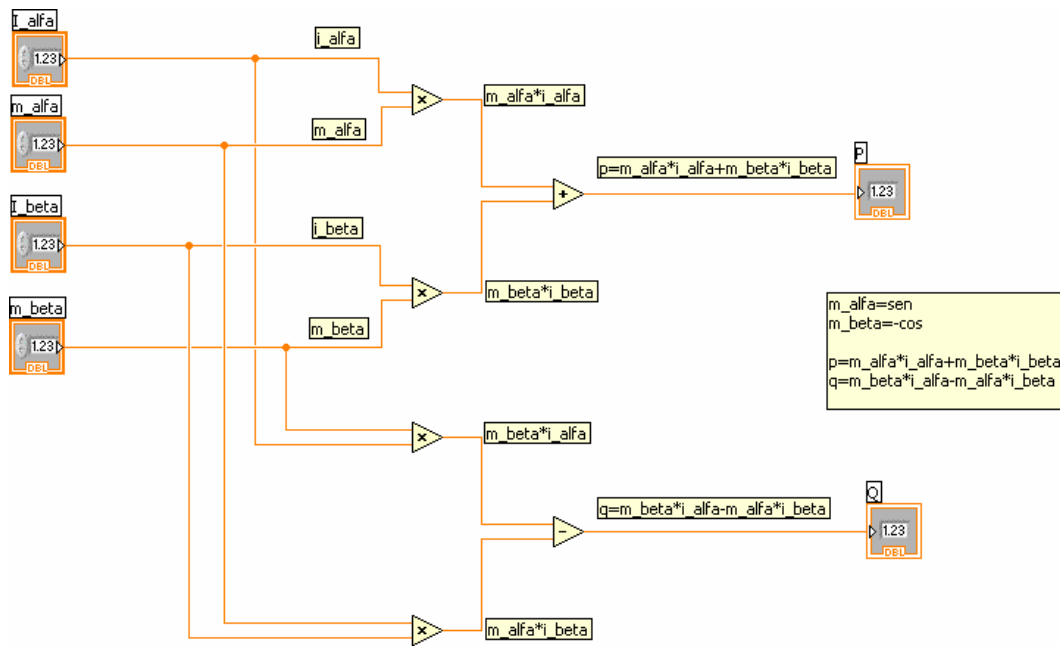 I_alfa
1.23
DBL
i_alfa
m_alfa
1.23
DBL
m_alfa
×
m_alfa*i_alfa
I_beta
1.23
DBL
i_beta
m_beta
1.23
DBL
m_beta
×
m_beta*i_beta
+
p=m_alfa*i_alfa+m_beta*i_beta
P
1.23
DBL
m_alfa=sen
m_beta=-cos
p=m_alfa*i_alfa+m_beta*i_beta
q=m_beta*i_alfa-m_alfa*i_beta
×
m_beta*i_alfa
-
q=m_beta*i_alfa-m_alfa*i_beta
Q
1.23
DBL
×
m_alfa*i_beta